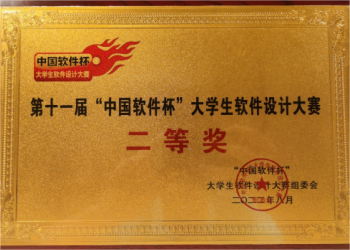 中国软件杯
大学生软件设计大赛
第十一届“中国软件杯”大学生软件设计大赛
二等奖
“中国软件杯”
大学生软件设计大赛组委会
二〇二二年八月